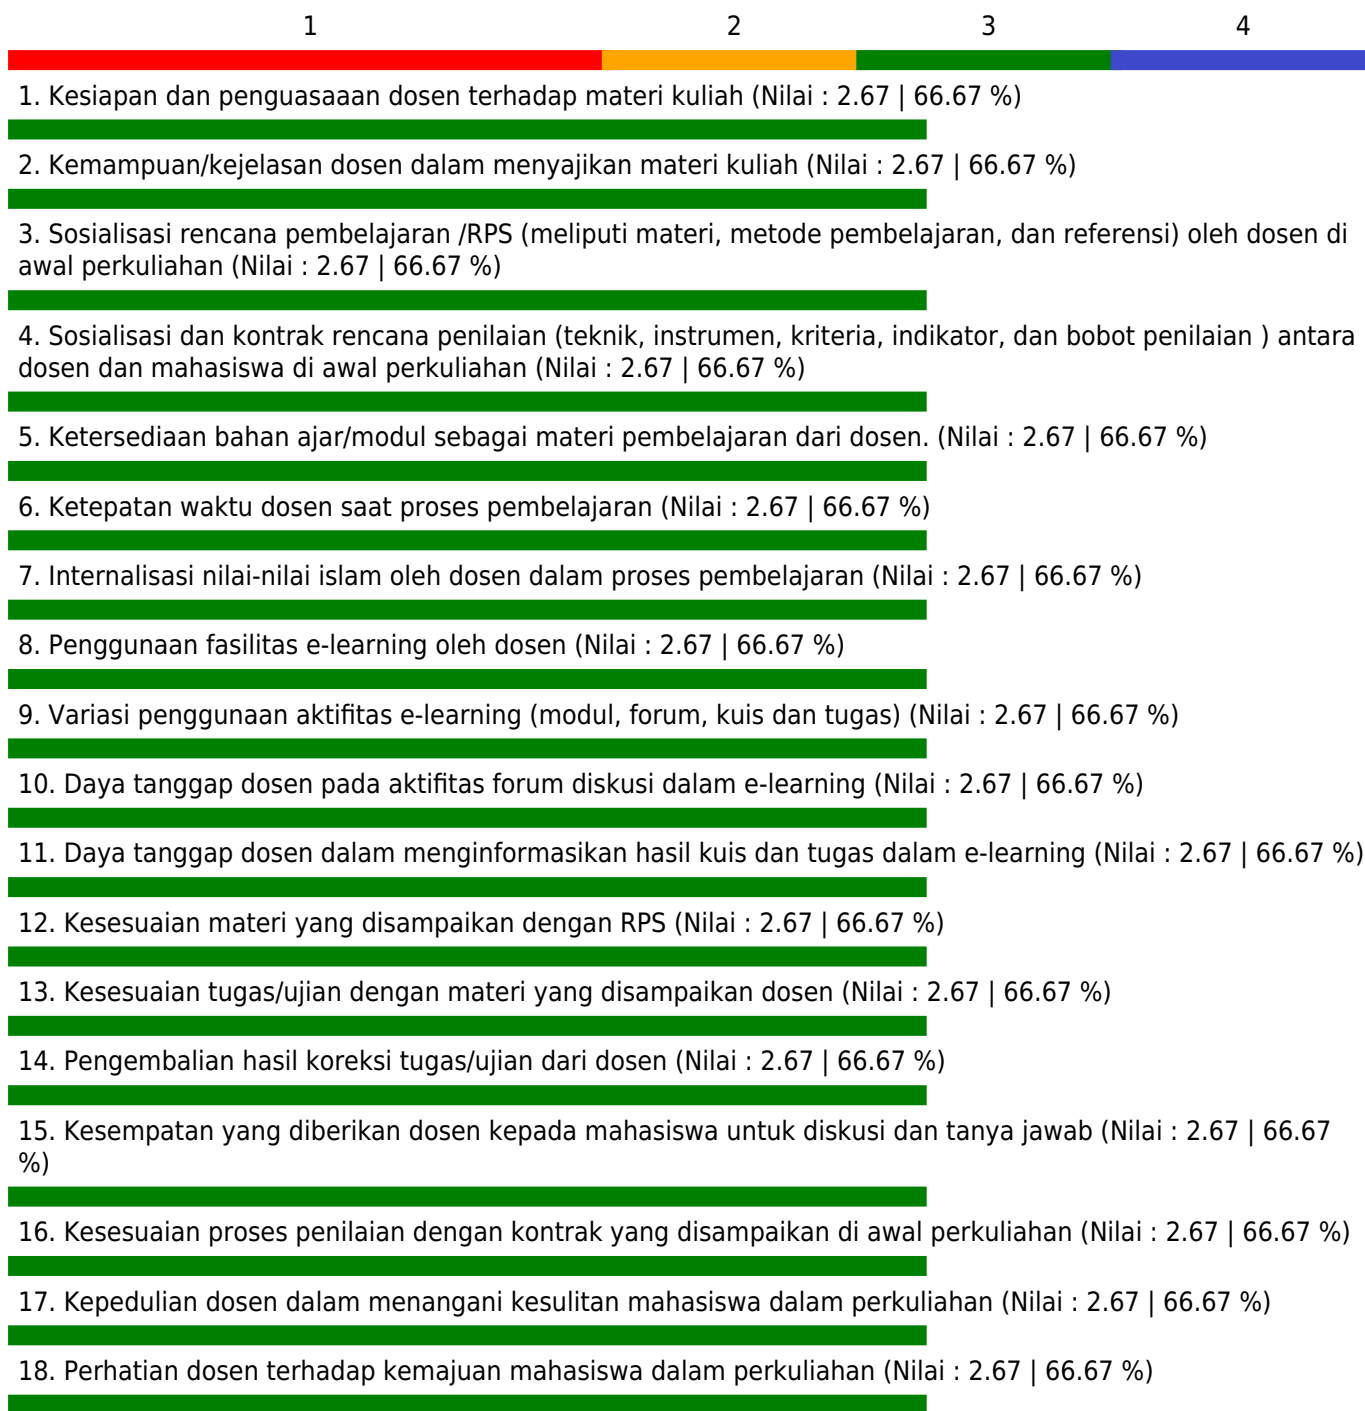 1 2 3 4
1. Kesiapan dan penguasaaan dosen terhadap materi kuliah (Nilai : 2.67 | 66.67 %)
2. Kemampuan/kejelasan dosen dalam menyajikan materi kuliah (Nilai : 2.67 | 66.67 %)
3. Sosialisasi rencana pembelajaran /RPS (meliputi materi, metode pembelajaran, dan referensi) oleh dosen di
awal perkuliahan (Nilai : 2.67 | 66.67 %)
4. Sosialisasi dan kontrak rencana penilaian (teknik, instrumen, kriteria, indikator, dan bobot penilaian ) antara
dosen dan mahasiswa di awal perkuliahan (Nilai : 2.67 | 66.67 %)
5. Ketersediaan bahan ajar/modul sebagai materi pembelajaran dari dosen. (Nilai : 2.67 | 66.67 %)
6. Ketepatan waktu dosen saat proses pembelajaran (Nilai : 2.67 | 66.67 %)
7. Internalisasi nilai-nilai islam oleh dosen dalam proses pembelajaran (Nilai : 2.67 | 66.67 %)
8. Penggunaan fasilitas e-learning oleh dosen (Nilai : 2.67 | 66.67 %)
9. Variasi penggunaan aktifitas e-learning (modul, forum, kuis dan tugas) (Nilai : 2.67 | 66.67 %)
10. Daya tanggap dosen pada aktifitas forum diskusi dalam e-learning (Nilai : 2.67 | 66.67 %)
11. Daya tanggap dosen dalam menginformasikan hasil kuis dan tugas dalam e-learning (Nilai : 2.67 | 66.67 %)
12. Kesesuaian materi yang disampaikan dengan RPS (Nilai : 2.67 | 66.67 %)
13. Kesesuaian tugas/ujian dengan materi yang disampaikan dosen (Nilai : 2.67 | 66.67 %)
14. Pengembalian hasil koreksi tugas/ujian dari dosen (Nilai : 2.67 | 66.67 %)
15. Kesempatan yang diberikan dosen kepada mahasiswa untuk diskusi dan tanya jawab (Nilai : 2.67 | 66.67
%)
16. Kesesuaian proses penilaian dengan kontrak yang disampaikan di awal perkuliahan (Nilai : 2.67 | 66.67 %)
17. Kepedulian dosen dalam menangani kesulitan mahasiswa dalam perkuliahan (Nilai : 2.67 | 66.67 %)
18. Perhatian dosen terhadap kemajuan mahasiswa dalam perkuliahan (Nilai : 2.67 | 66.67 %)